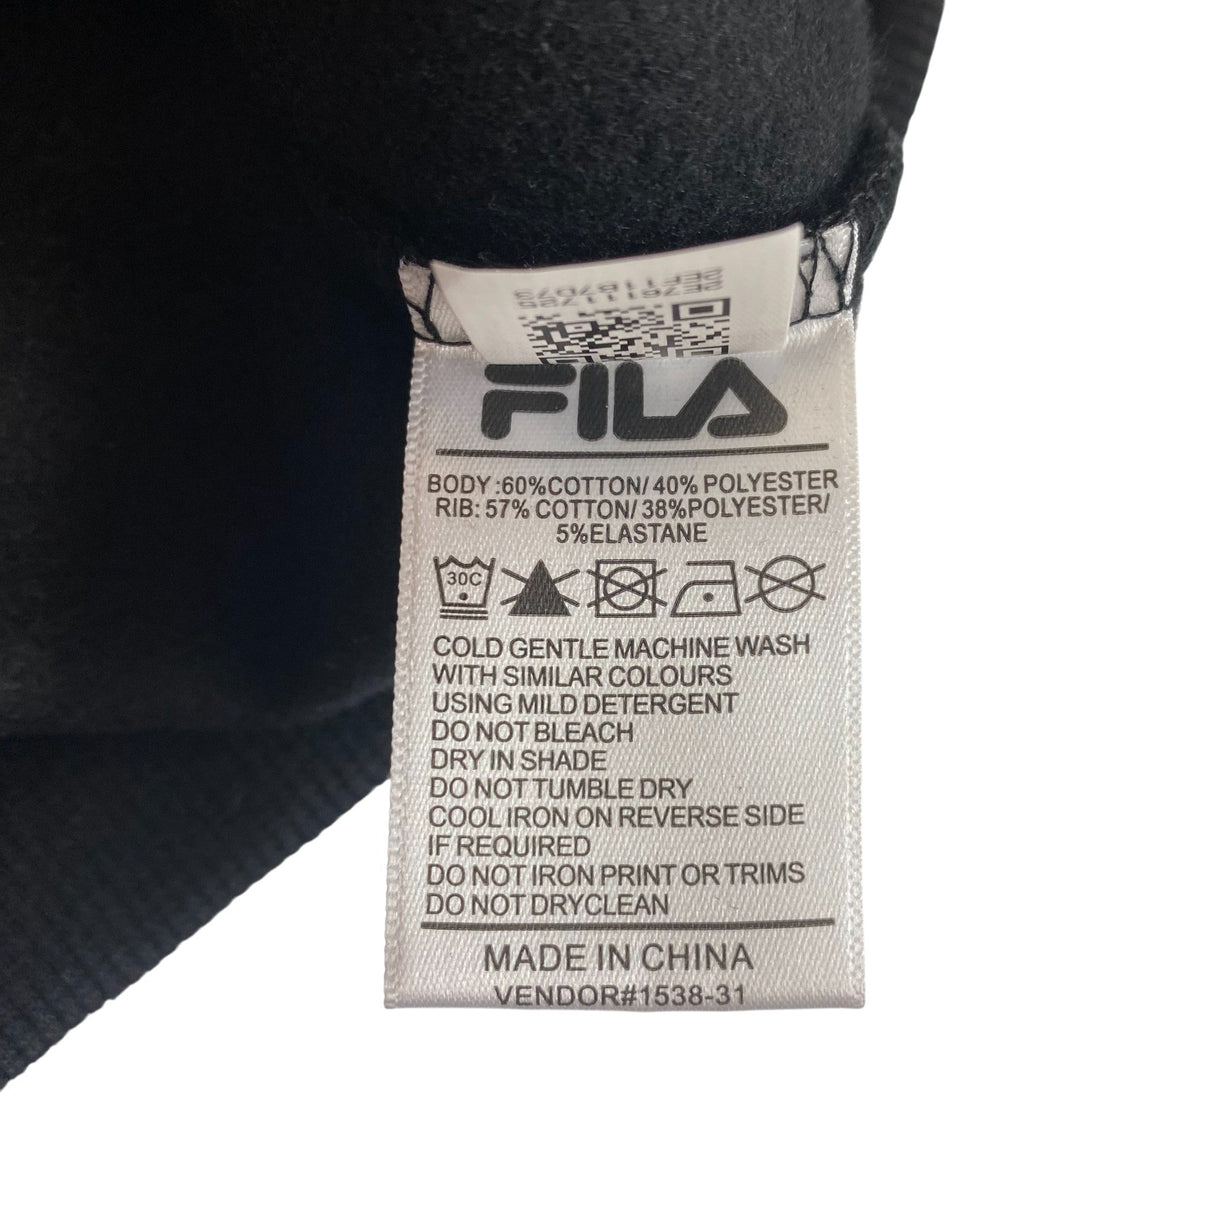 FILA
BODY :60%COTTON/ 40% POLYESTER
RIB: 57% COTTON/ 38%POLYESTER/
5%ELASTANE
30C
COLD GENTLE MACHINE WASH
WITH SIMILAR COLOURS
USING MILD DETERGENT
DO NOT BLEACH
DRY IN SHADE
DO NOT TUMBLE DRY
COOL IRON ON REVERSE SIDE
IF REQUIRED
DO NOT IRON PRINT OR TRIMS
DO NOT DRYCLEAN
MADE IN CHINA
VENDOR#1538-31